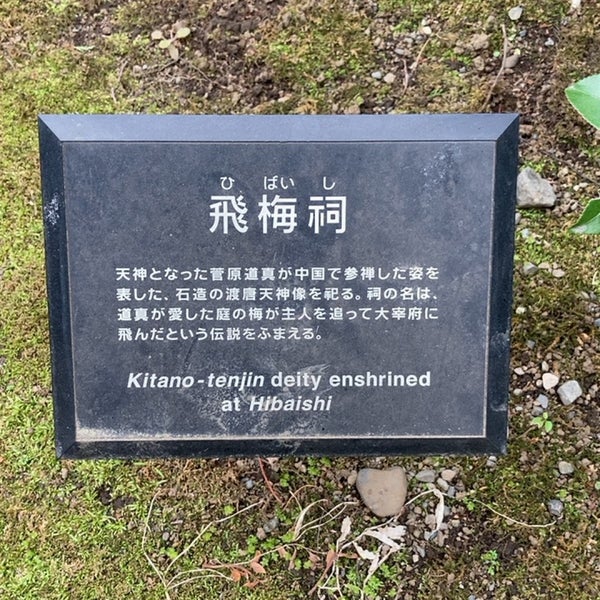 ひ ばい し
飛梅祠
天神となった菅原道真が中国で参禅した姿を
表した、石造の渡唐天神像を祀る。祠の名は、
道真が愛した庭の梅が主人を追って大宰府に
飛んだという伝説をふまえる。
Kitano-tenjin deity enshrined
at Hibaishi